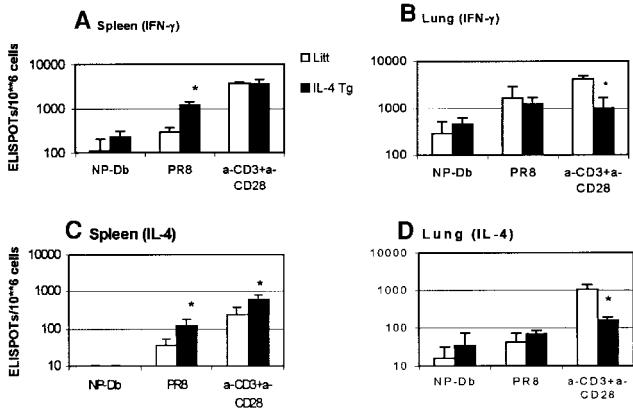 A Spleen (IFN-γ)
B Lung (IFN-γ)
Litt
IL-4 Tg
ELISPOTs/10**6 cells
10000
1000
100
*
NP-Db PR8 a-CD3+a-
CD28
10000
1000
100
*
NP-Db PR8 a-CD3+a-
CD28
C Spleen (IL-4)
D Lung (IL-4)
ELISPOTs/10**6 cells
10000
1000
100
10
* *
NP-Db PR8 a-CD3+a-
CD28
10000
1000
100
10
*
NP-Db PR8 a-CD3+a-
CD28